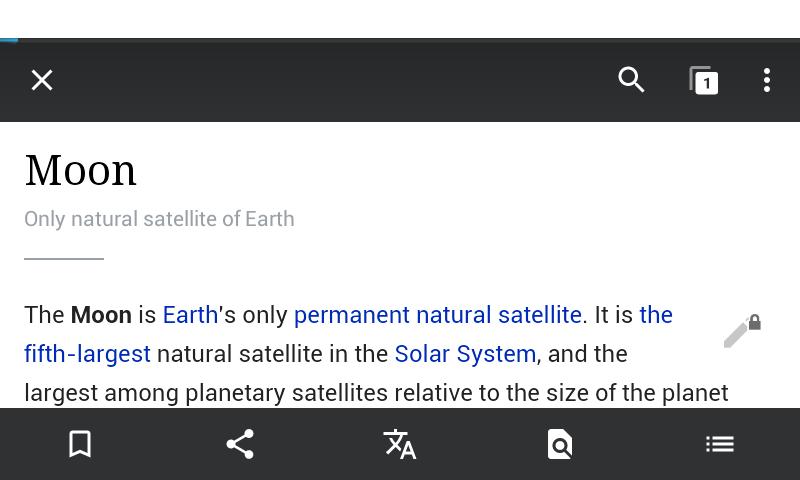 1
Moon
Only natural satellite of Earth
The Moon is Earth's only permanent natural satellite. It is the
fifth-largest natural satellite in the Solar System, and the
largest among planetary satellites relative to the size of the planet